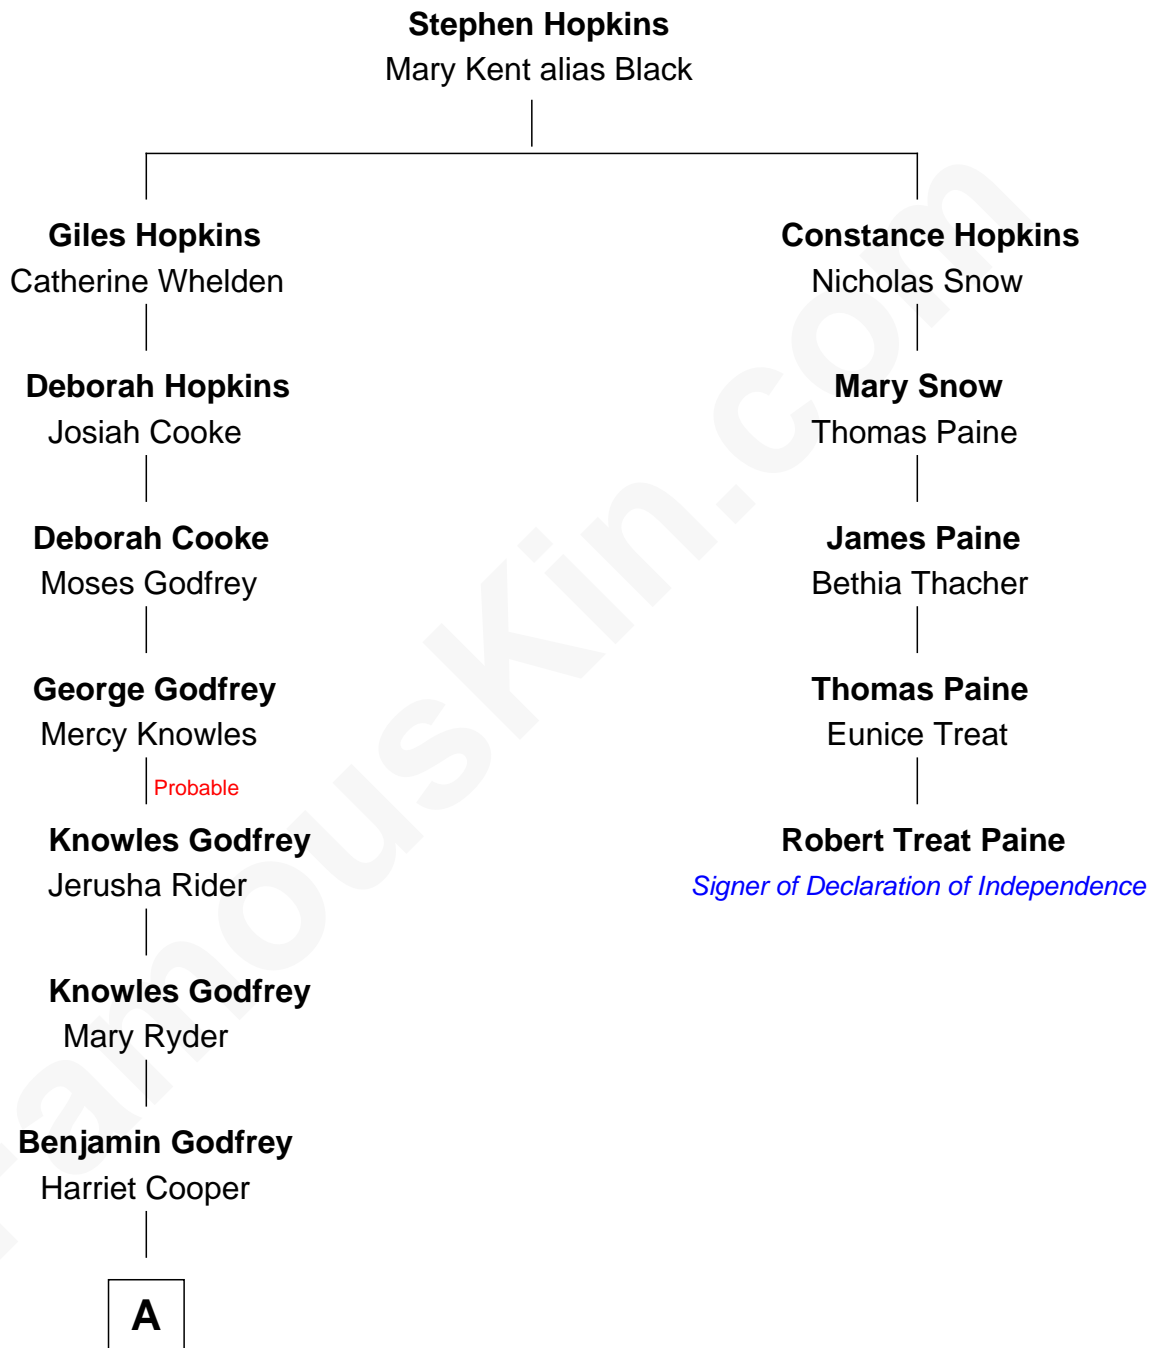 Stephen Hopkins
Mary Kent alias Black
Giles Hopkins
Catherine Whelden
Constance Hopkins
Nicholas Snow
Deborah Hopkins
Josiah Cooke
Mary Snow
Thomas Paine
Deborah Cooke
Moses Godfrey
James Paine
Bethia Thacher
George Godfrey
Mercy Knowles
Thomas Paine
Eunice Treat
Probable
Knowles Godfrey
Jerusha Rider
Robert Treat Paine
Signer of Declaration of Independence
Knowles Godfrey
Mary Ryder
Benjamin Godfrey
Harriet Cooper
A
FamousKin.com